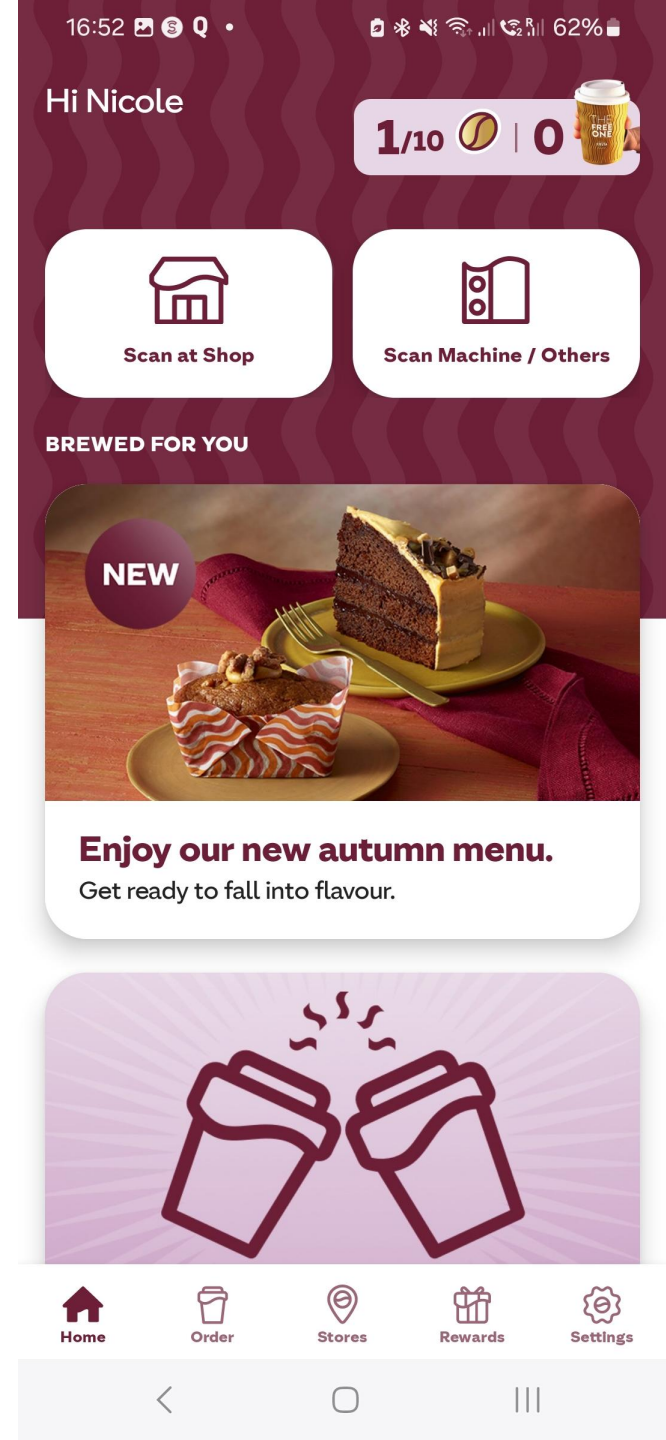 16:52
62%
Hi Nicole
1/10 | 0
THE
FREE
ONE
Scan at Shop
Scan Machine / Others
BREWED FOR YOU
NEW
Enjoy our new autumn menu.
Get ready to fall into flavour.
Home
Order
Stores
Rewards
Settings